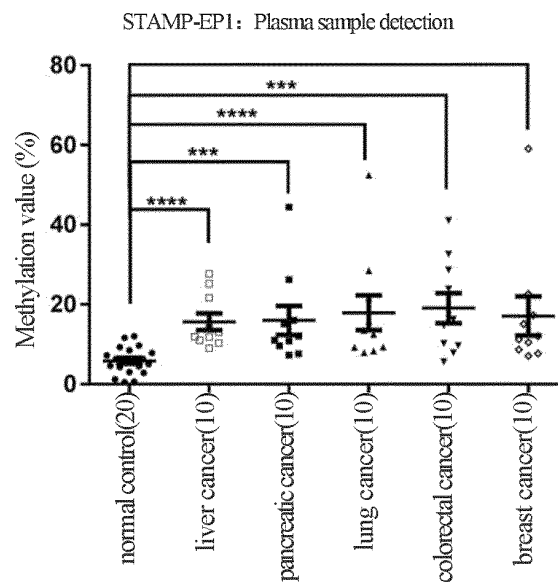 STAMP-EP1: Plasma sample detection
Methylation value (%)
80
60
40
20
0
***
****
***
****
normal control(20)
liver cancer(10)
pancreatic cancer(10)
lung cancer(10)
colorectal cancer(10)
breast cancer(10)